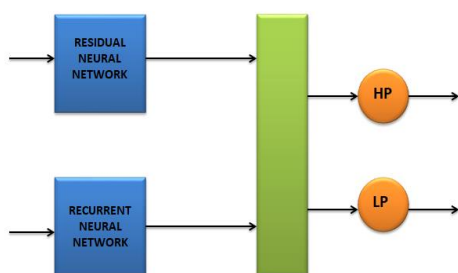 RESIDUAL
NEURAL
NETWORK
HP
LP
RECURRENT
NEURAL
NETWORK